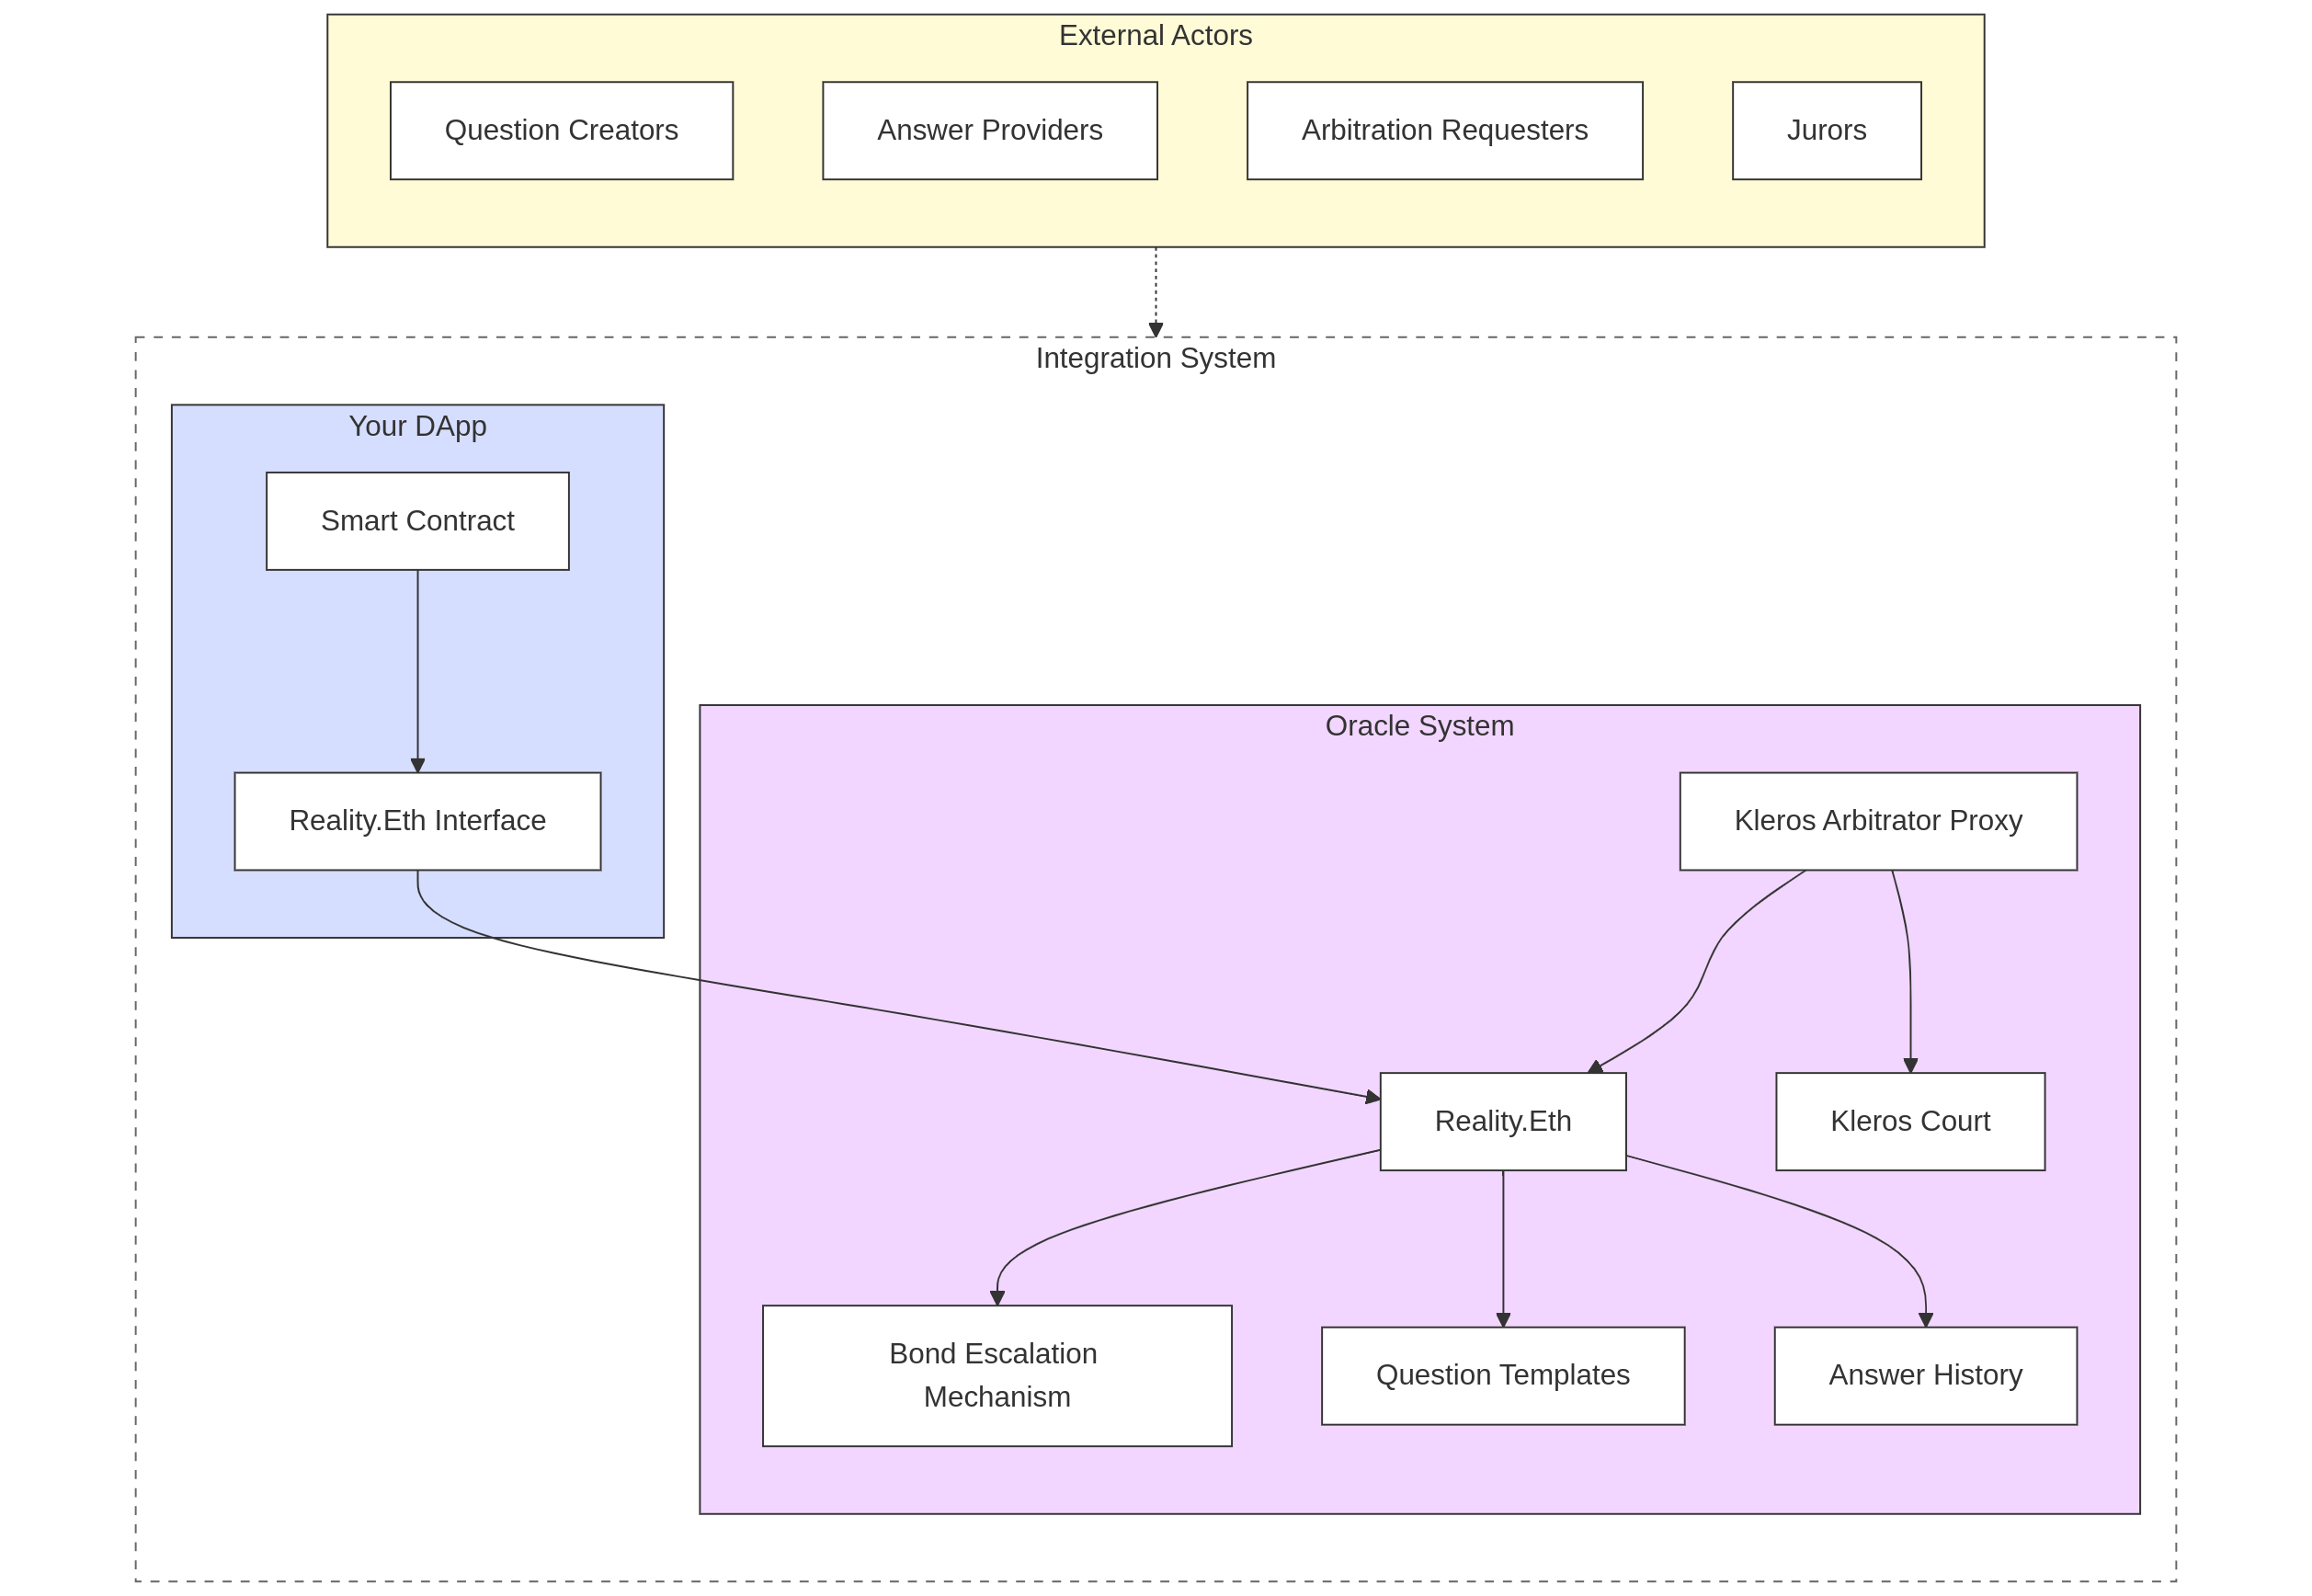 External Actors
Question Creators
Answer Providers
Arbitration Requesters
Jurors
Integration System
Your DApp
Smart Contract
Reality.Eth Interface
Oracle System
Kleros Arbitrator Proxy
Reality.Eth
Kleros Court
Bond Escalation
Mechanism
Question Templates
Answer History